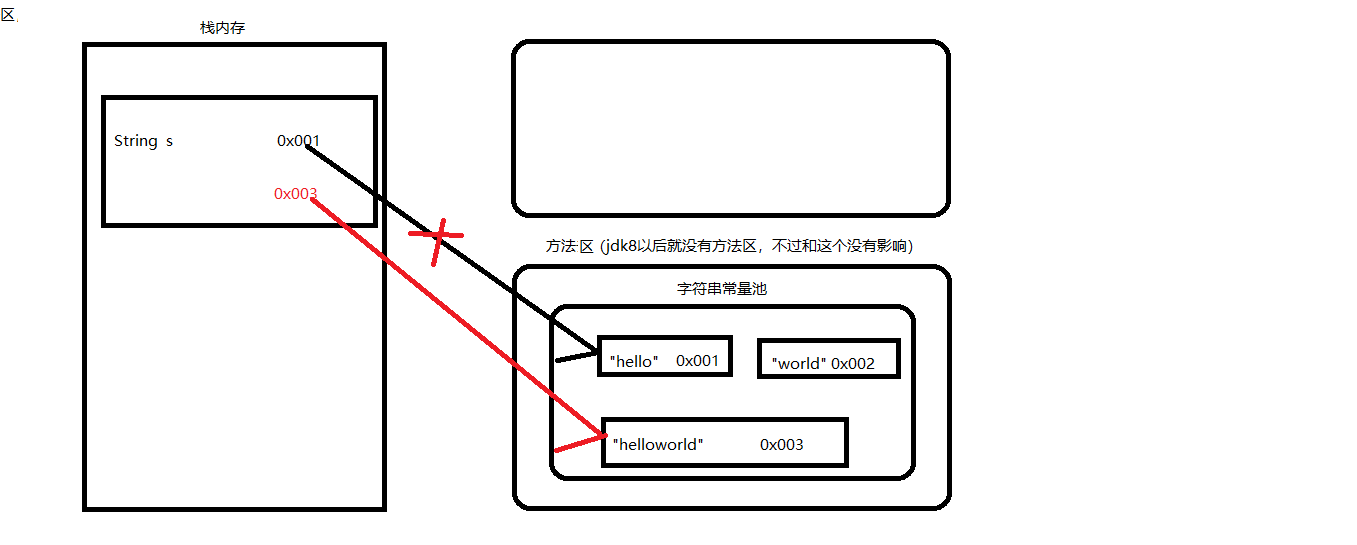 区,
栈内存
String s 0x001
0x003
方法区 (jdk8以后就没有方法区，不过和这个没有影响)
字符串常量池
"hello" 0x001
"world" 0x002
"helloworld" 0x003